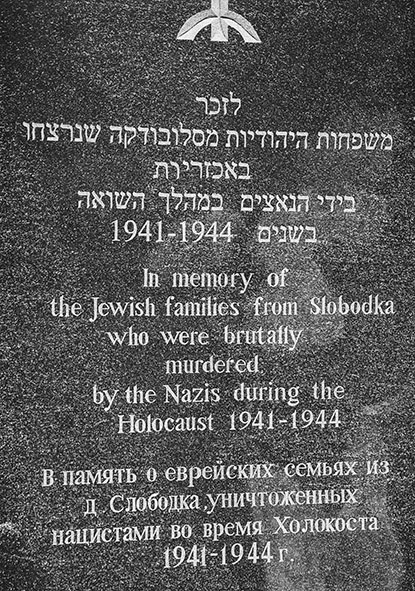 לזכר
משפחות היהודיות מסלובודקה שנרצחו
באכזריות
בידי הנאצים במהלך השואה
בשנים 1941-1944
In memory of
the Jewish families from Slobodka
who were brutally
murdered
by the Nazis during the
Holocaust 1941-1944
В память о еврейских семьях из
д Слободка, уничтоженных
нацистами во время Холокоста
1941-1944 г.